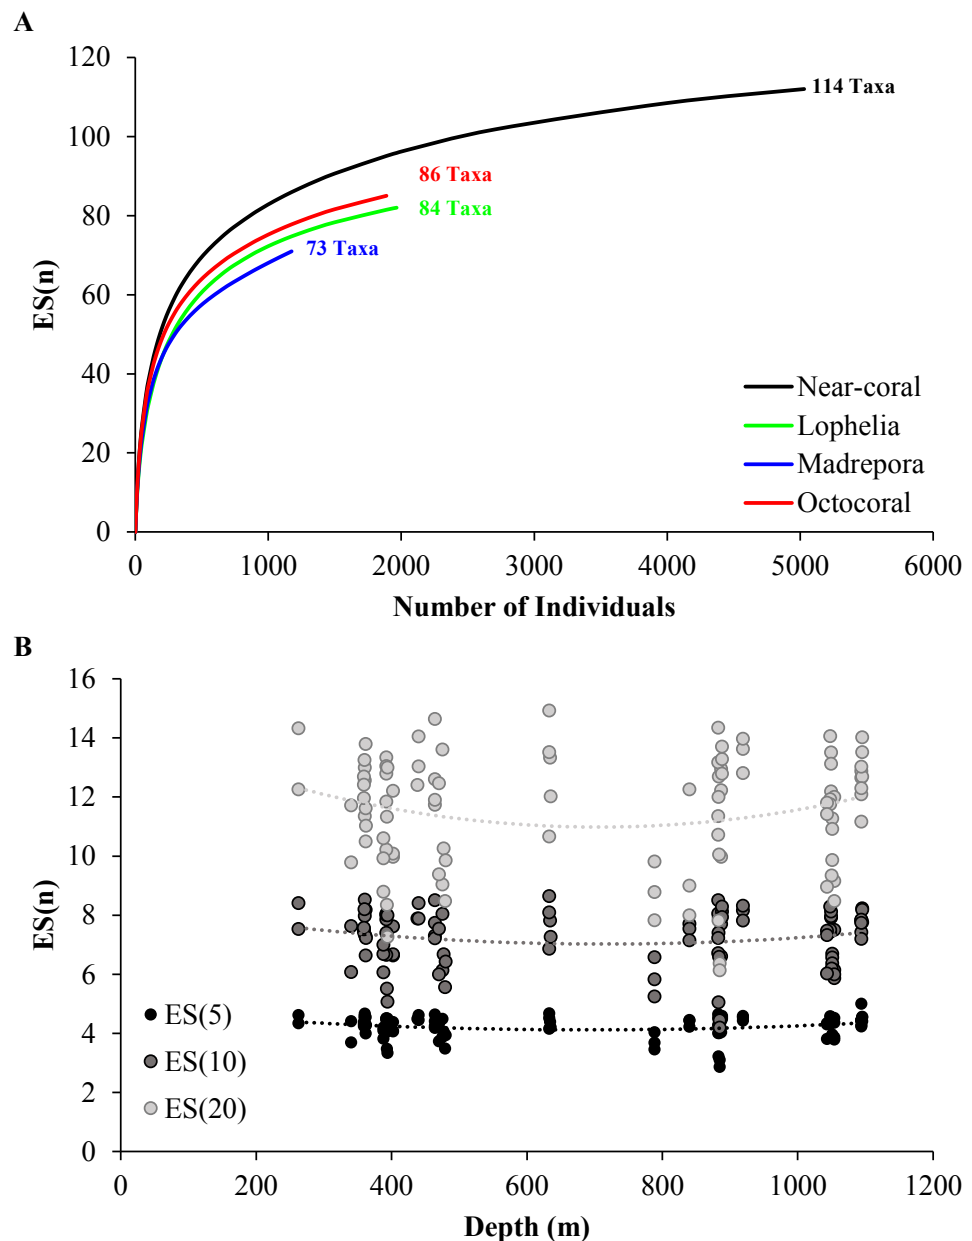 A
120
100
80
60
40
20
0
ES(n)
114 Taxa
86 Taxa
84 Taxa
73 Taxa
Near-coral
Lophelia
Madrepora
Octocoral
0 1000 2000 3000 4000 5000 6000
Number of Individuals
B
16
14
12
10
8
6
4
2
0
ES(n)
ES(5)
ES(10)
ES(20)
0 200 400 600 800 1000 1200
Depth (m)